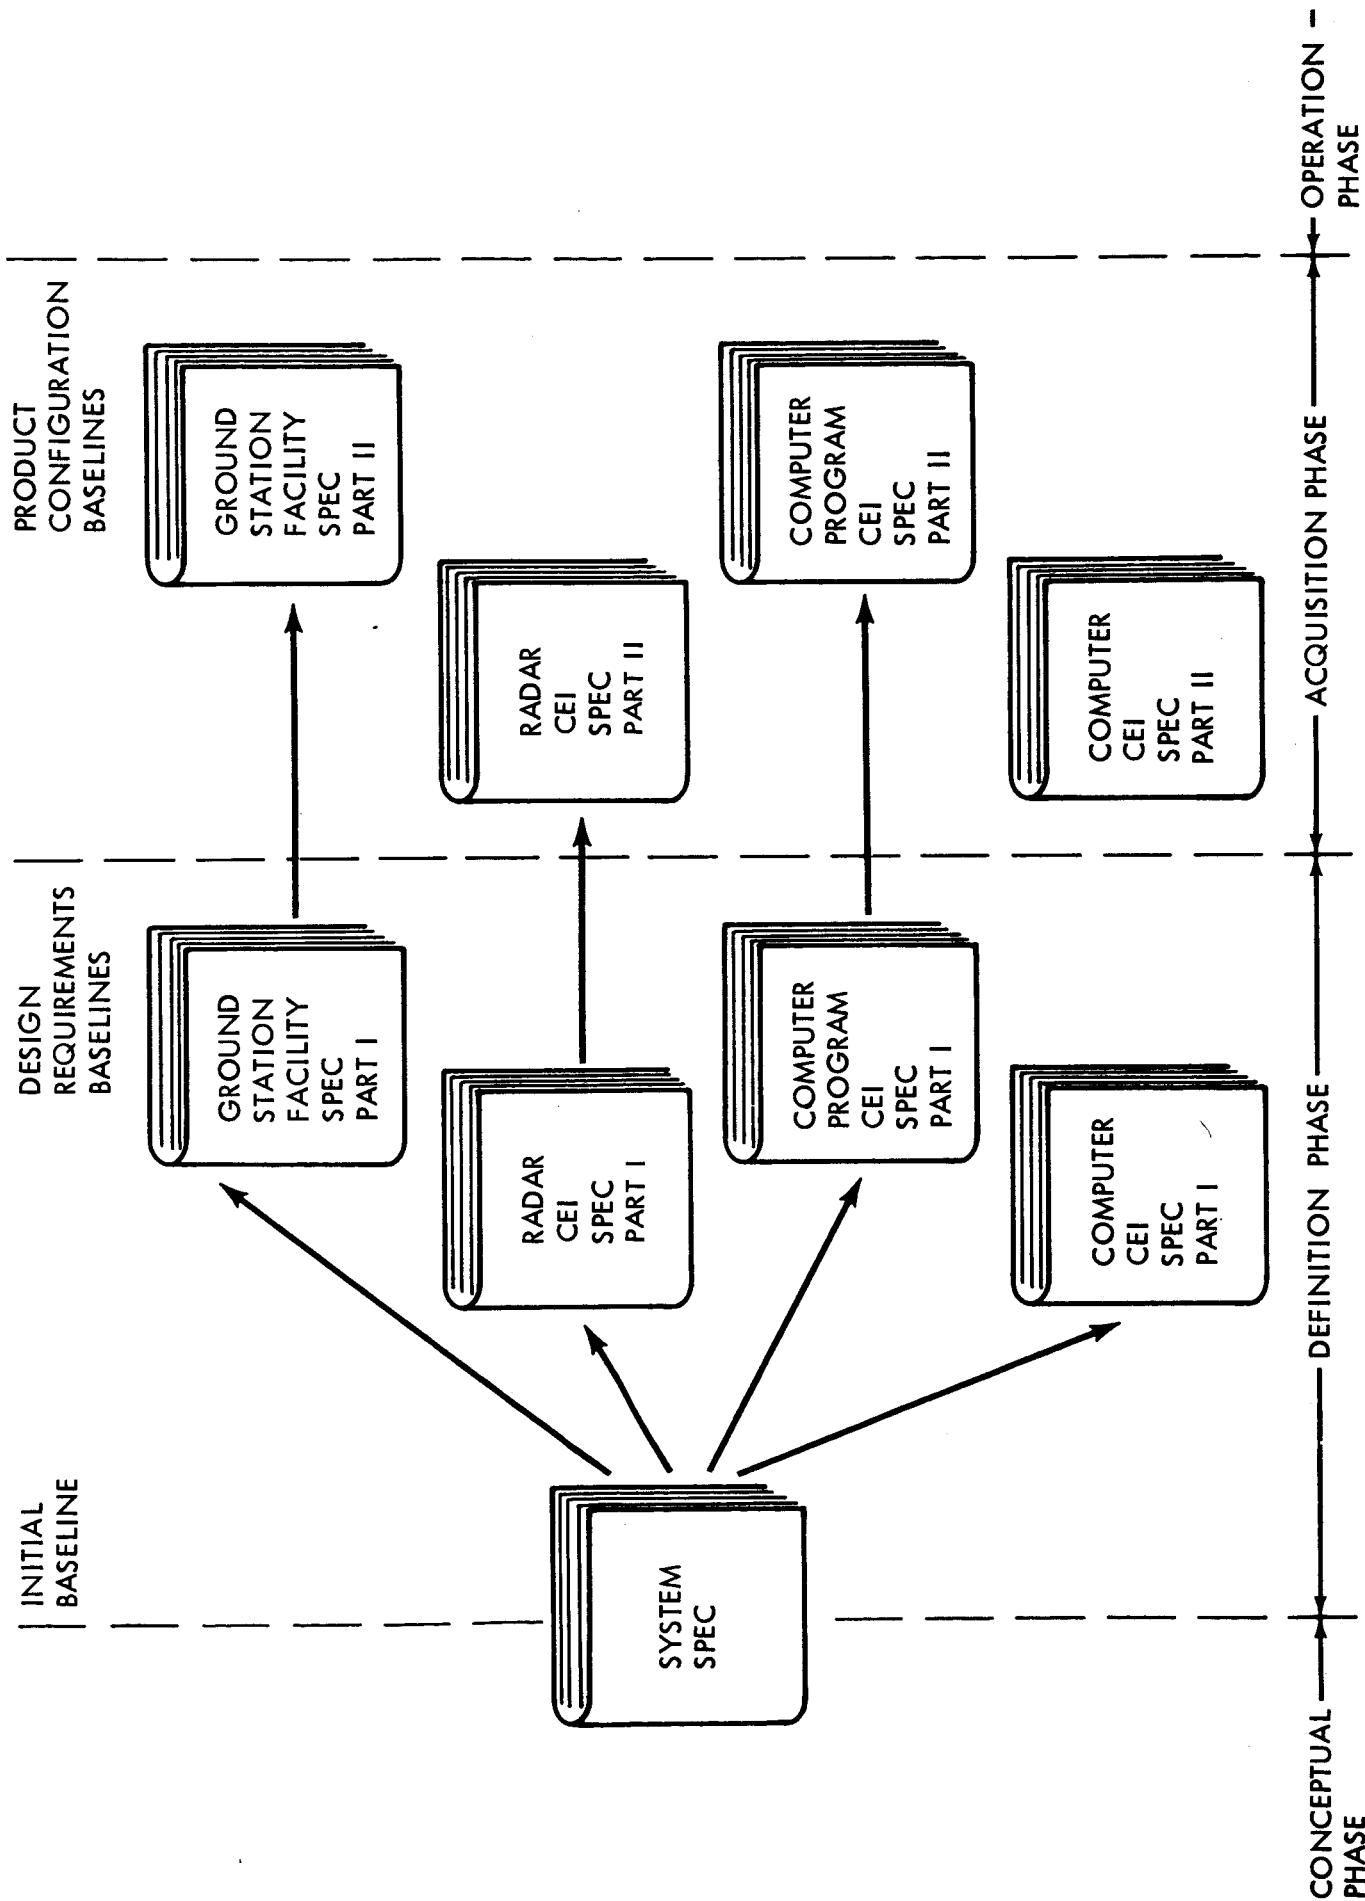 INITIAL
BASELINE
DESIGN
REQUIREMENTS
BASELINES
PRODUCT
CONFIGURATION
BASELINES
SYSTEM
SPEC
GROUND
STATION
FACILITY
SPEC
PART I
GROUND
STATION
FACILITY
SPEC
PART II
RADAR
CEI
SPEC
PART I
RADAR
CEI
SPEC
PART II
COMPUTER
PROGRAM
CEI
SPEC
PART I
COMPUTER
PROGRAM
CEI
SPEC
PART II
COMPUTER
CEI
SPEC
PART I
COMPUTER
CEI
SPEC
PART II
CONCEPTUAL
PHASE
DEFINITION PHASE
ACQUISITION PHASE
OPERATION
PHASE